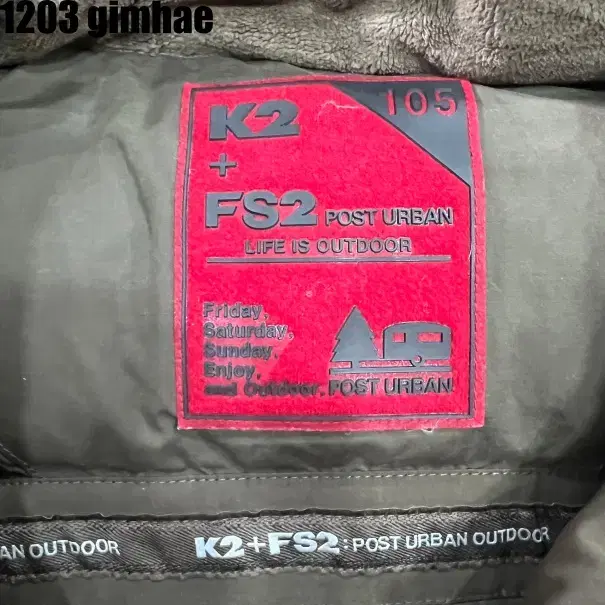 1203 gimhae
105
K2
+
FS2 POST URBAN
LIFE IS OUTDOOR
Friday,
Saturday,
Sunday,
Enjoy,
and Outdoor.
POST URBAN
AN OUTDOOR
K2+FS2:POST URBAN OUTDOOR